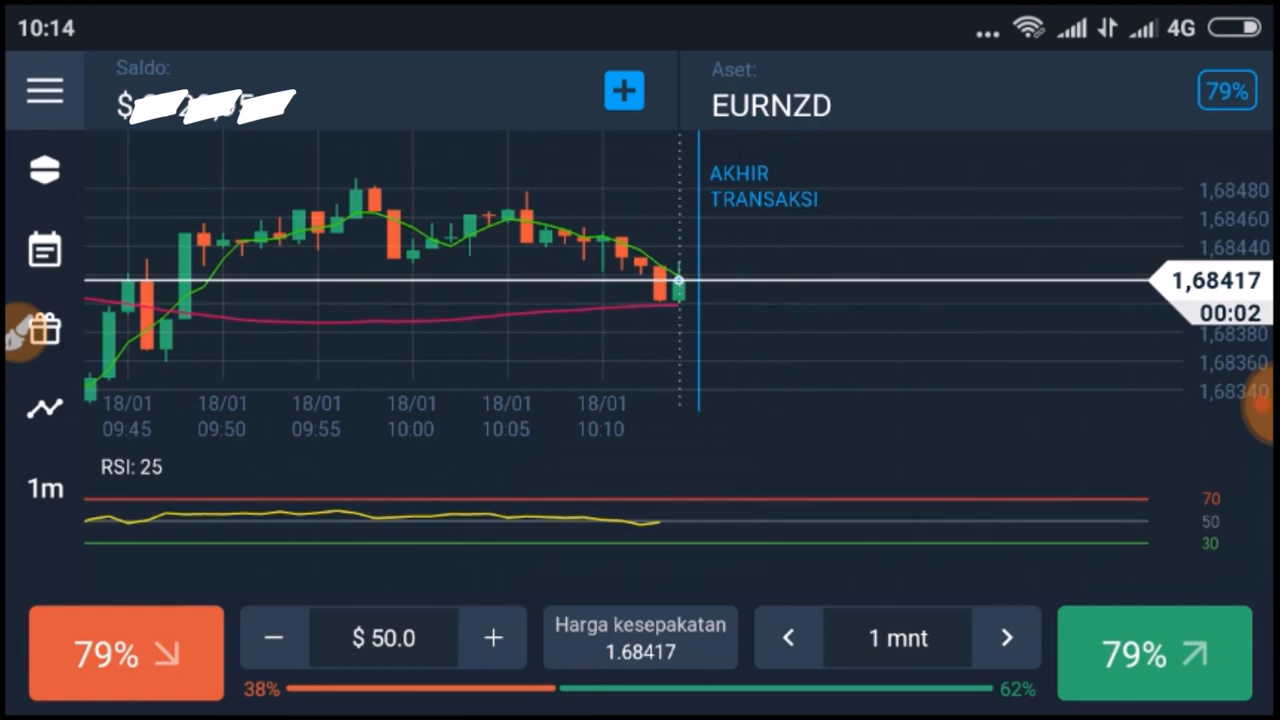 10:14
4G
Saldo:
$
Aset:
EURNZD
79%
AKHIR
TRANSAKSI
1,68480
1,68460
1,68440
1,68417
00:02
1,68380
1,68360
1,68340
18/01 18/01 18/01 18/01 18/01 18/01
09:45 09:50 09:55 10:00 10:05 10:10
RSI: 25
1m
70
50
30
79%
− $ 50.0 +
Harga kesepakatan
1.68417
1 mnt
79%
38%
62%